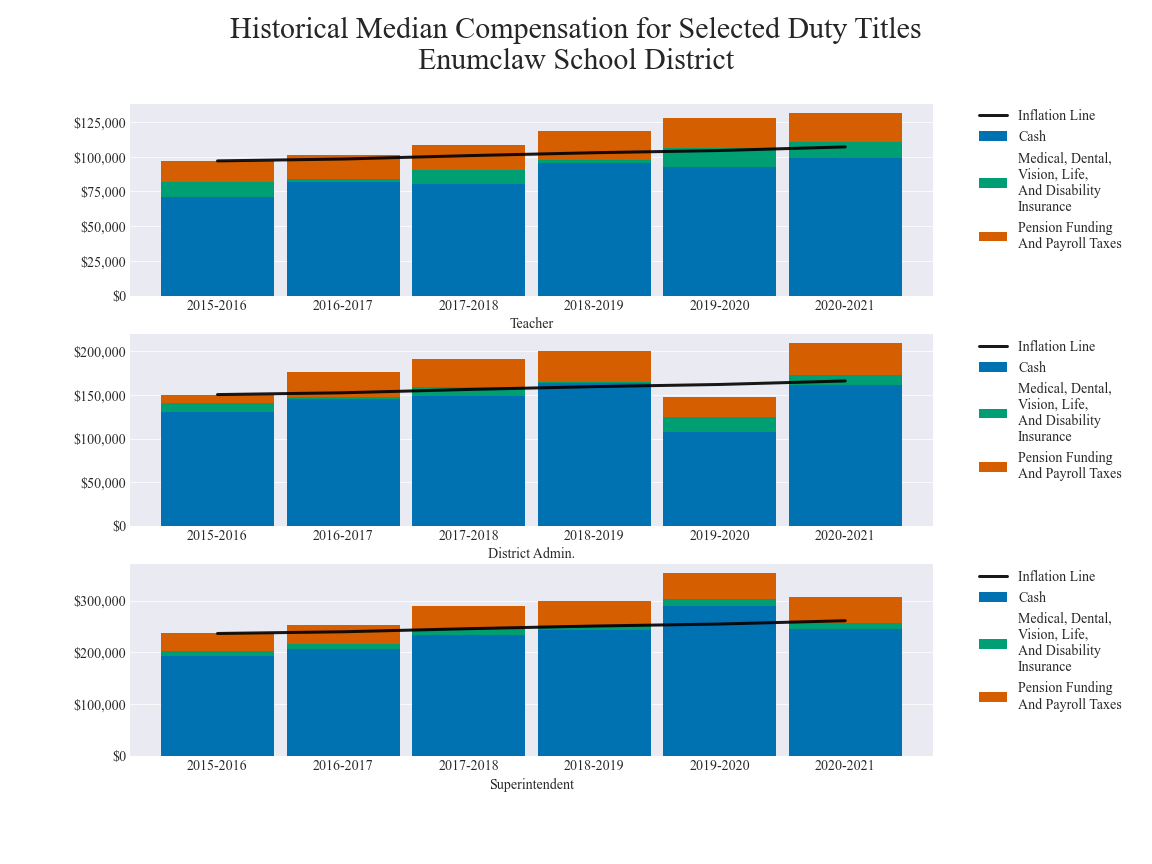 Historical Median Compensation for Selected Duty Titles
Enumclaw School District
$125,000
$100,000
$75,000
$50,000
$25,000
$0
2015-2016 2016-2017 2017-2018 2018-2019 2019-2020 2020-2021
Teacher
Inflation Line
Cash
Medical, Dental,
Vision, Life,
And Disability
Insurance
Pension Funding
And Payroll Taxes
$200,000
$150,000
$100,000
$50,000
$0
2015-2016 2016-2017 2017-2018 2018-2019 2019-2020 2020-2021
District Admin.
Inflation Line
Cash
Medical, Dental,
Vision, Life,
And Disability
Insurance
Pension Funding
And Payroll Taxes
$300,000
$200,000
$100,000
$0
2015-2016 2016-2017 2017-2018 2018-2019 2019-2020 2020-2021
Superintendent
Inflation Line
Cash
Medical, Dental,
Vision, Life,
And Disability
Insurance
Pension Funding
And Payroll Taxes